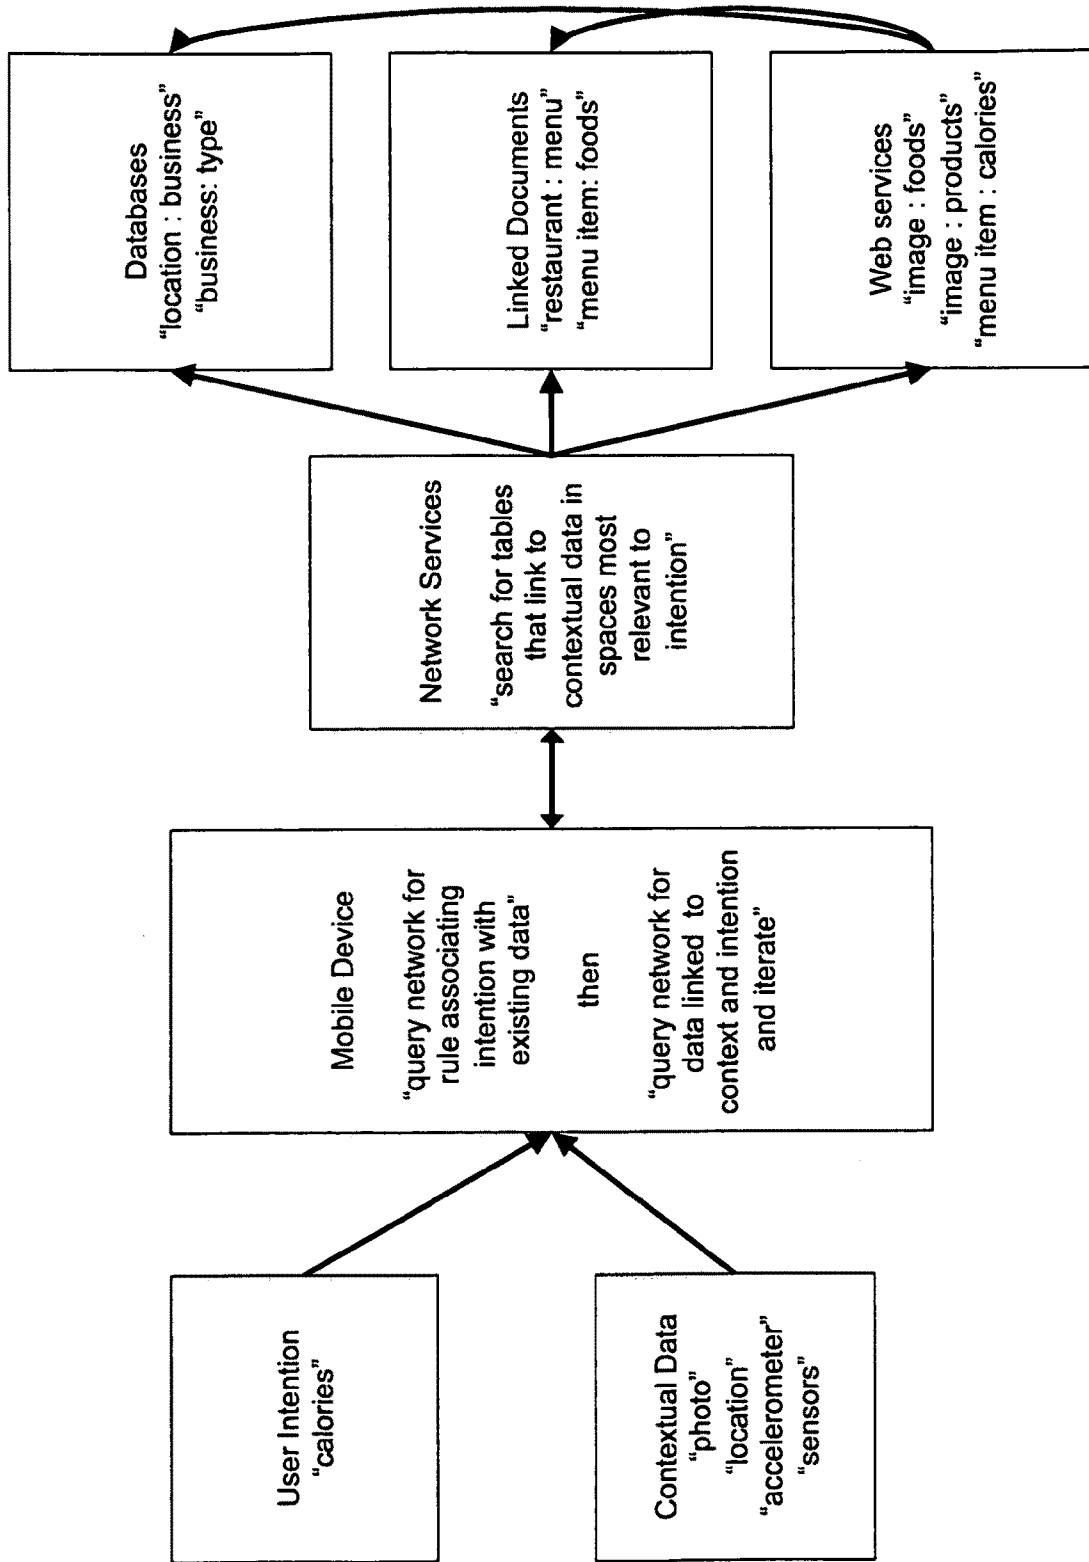 User Intention
“calories”
Contextual Data
“photo”
“location”
“accelerometer”
“sensors”
Mobile Device
“query network for
rule associating
intention with
existing data”
then
“query network for
data linked to
context and intention
and iterate”
Network Services
“search for tables
that link to
contextual data in
spaces most
relevant to
intention”
Databases
“location : business”
“business: type”
Linked Documents
“restaurant : menu”
“menu item: foods”
Web services
“image : foods”
“image : products”
“menu item : calories”